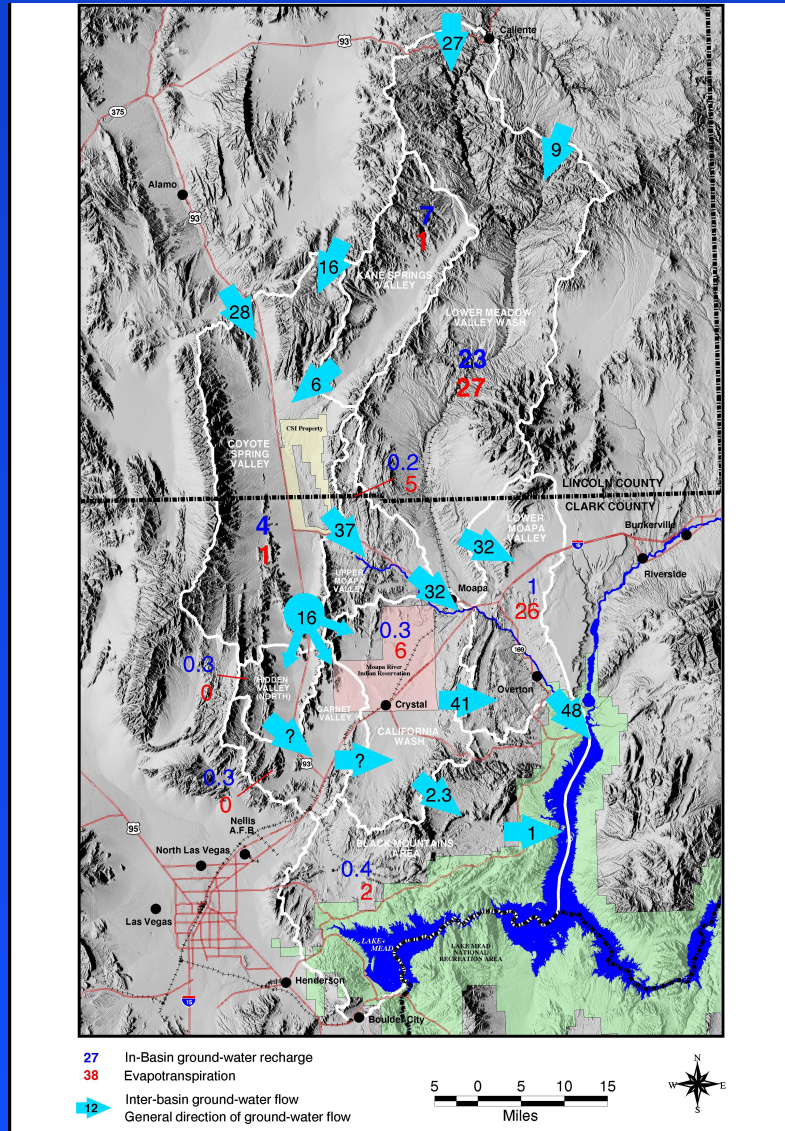 93
27
Caliente
375
9
Alamo
93
7
1
16
KANE SPRINGS
VALLEY
28
LOWER MEADOW
VALLEY WASH
23
27
6
CSI Property
COYOTE
SPRING
VALLEY
0.2
5
LINCOLN COUNTY
CLARK COUNTY
4
1
37
LOWER
MOAPA
VALLEY
32
Bunkerville
15
Riverside
UPPER
MOAPA
VALLEY
32
Moapa
1
26
16
0.3
6
169
Moapa River
Indian Reservation
0.3
0
HIDDEN
VALLEY
(NORTH)
GARNET
VALLEY
Crystal
41
Overton
48
CALIFORNIA
WASH
?
?
93
0.3
0
2.3
Nellis
A.F.B.
95
1
BLACK MOUNTAINS
AREA
North Las Vegas
0.4
2
Las Vegas
LAKE
MEAD
LAKE MEAD
NATIONAL
RECREATION AREA
Henderson
15
Boulder City
27 In-Basin ground-water recharge
38 Evapotranspiration
12 Inter-basin ground-water flow
General direction of ground-water flow
5 0 5 10 15
Miles
N
W E
S